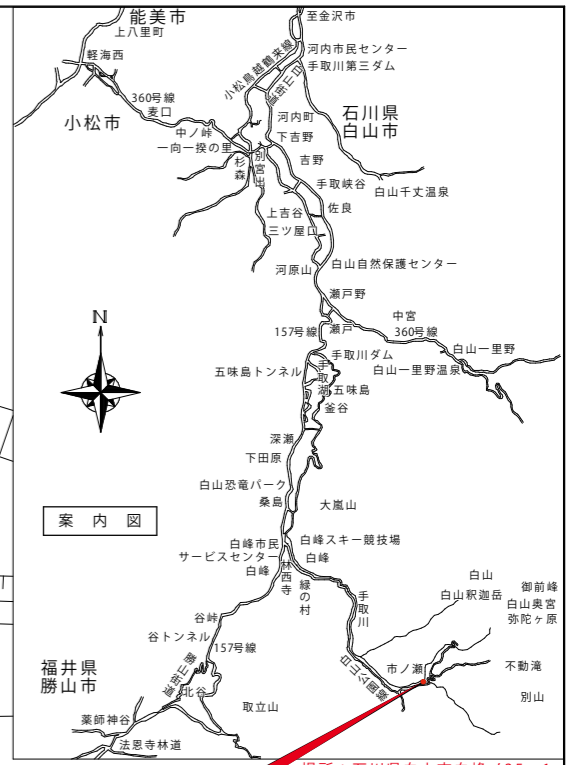 能美市
上八里町
至金沢市
軽海西
河内市民センター
手取川第三ダム
小松鳥越鶴来線
白山街道
360号線
麦口
小松市
石川県
白山市
河内町
中ノ峠
下吉野
一向一揆の里
杉森
別宮出
吉野
手取峡谷
白山千丈温泉
上吉谷
佐良
三ツ屋口
河原山
白山自然保護センター
瀬戸野
N
中宮
157号線
瀬戸
360号線
手取川ダム
白山一里野
五味島トンネル
手取湖
白山一里野温泉
五味島
釜谷
深瀬
下田原
白山恐竜パーク
桑島
大嵐山
案内図
白峰市民
サービスセンター
白峰スキー競技場
白峰
白峰
林西寺
緑の村
手取川
白山
御前峰
白山釈迦岳
白山奥宮
弥陀ヶ原
谷峠
谷トンネル
157号線
白山公園線
市ノ瀬
不動滝
別山
福井県
勝山市
勝山街道
北谷
取立山
薬師神谷
法恩寺林道